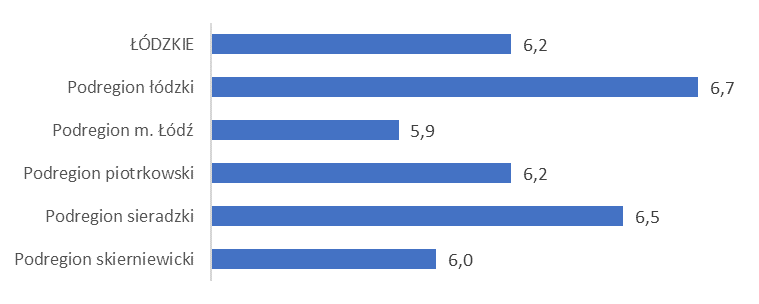 ŁÓDZKIE 6,2
Podregion łódzki 6,7
Podregion m. Łódź 5,9
Podregion piotrkowski 6,2
Podregion sieradzki 6,5
Podregion skierniewicki 6,0